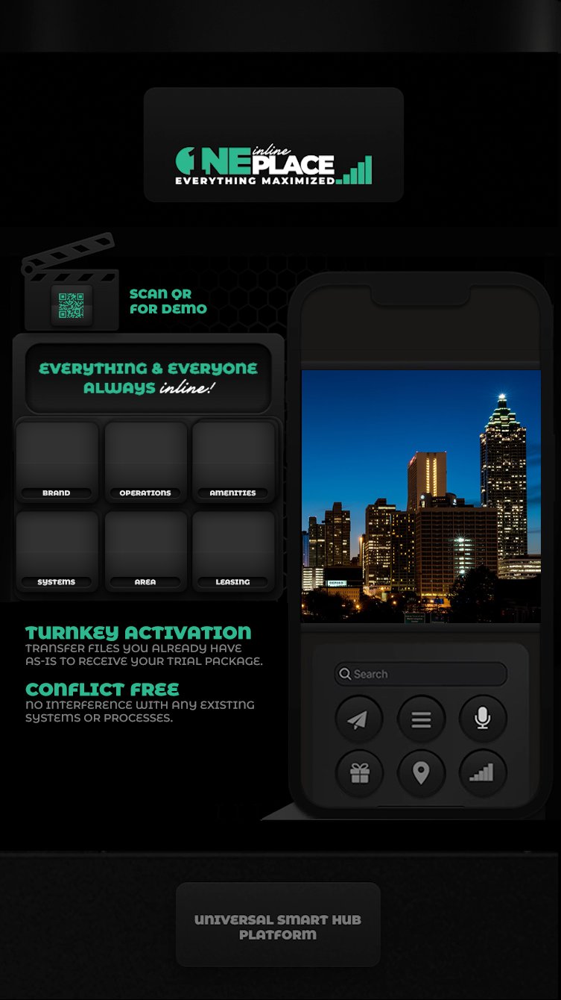 1NE inline PLACE
EVERYTHING MAXIMIZED
SCAN QR
FOR DEMO
EVERYTHING & EVERYONE
ALWAYS inline!
BRAND
OPERATIONS
AMENITIES
SYSTEMS
AREA
LEASING
OXFORD
TURNKEY ACTIVATION
TRANSFER FILES YOU ALREADY HAVE
AS-IS TO RECEIVE YOUR TRIAL PACKAGE.
CONFLICT FREE
NO INTERFERENCE WITH ANY EXISTING
SYSTEMS OR PROCESSES.
Search
UNIVERSAL SMART HUB
PLATFORM